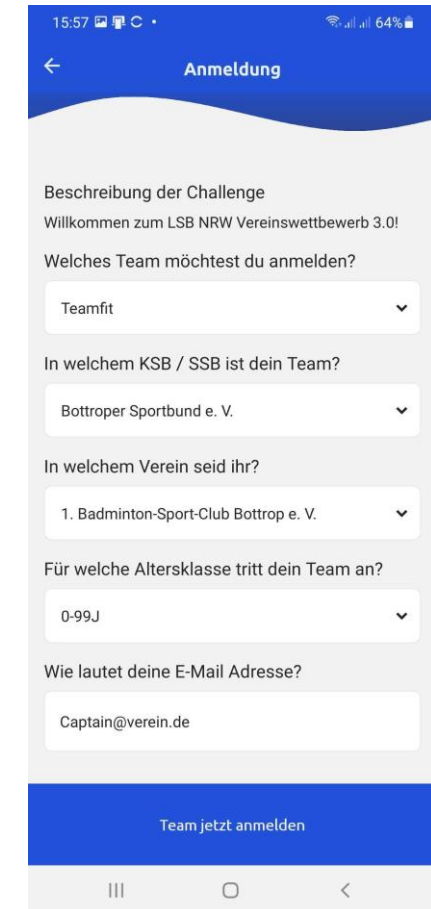 15:57
64%
Anmeldung
Beschreibung der Challenge
Willkommen zum LSB NRW Vereinswettbewerb 3.0!
Welches Team möchtest du anmelden?
Teamfit
In welchem KSB / SSB ist dein Team?
Bottroper Sportbund e. V.
In welchem Verein seid ihr?
1. Badminton-Sport-Club Bottrop e. V.
Für welche Altersklasse tritt dein Team an?
0-99J
Wie lautet deine E-Mail Adresse?
Captain@verein.de
Team jetzt anmelden